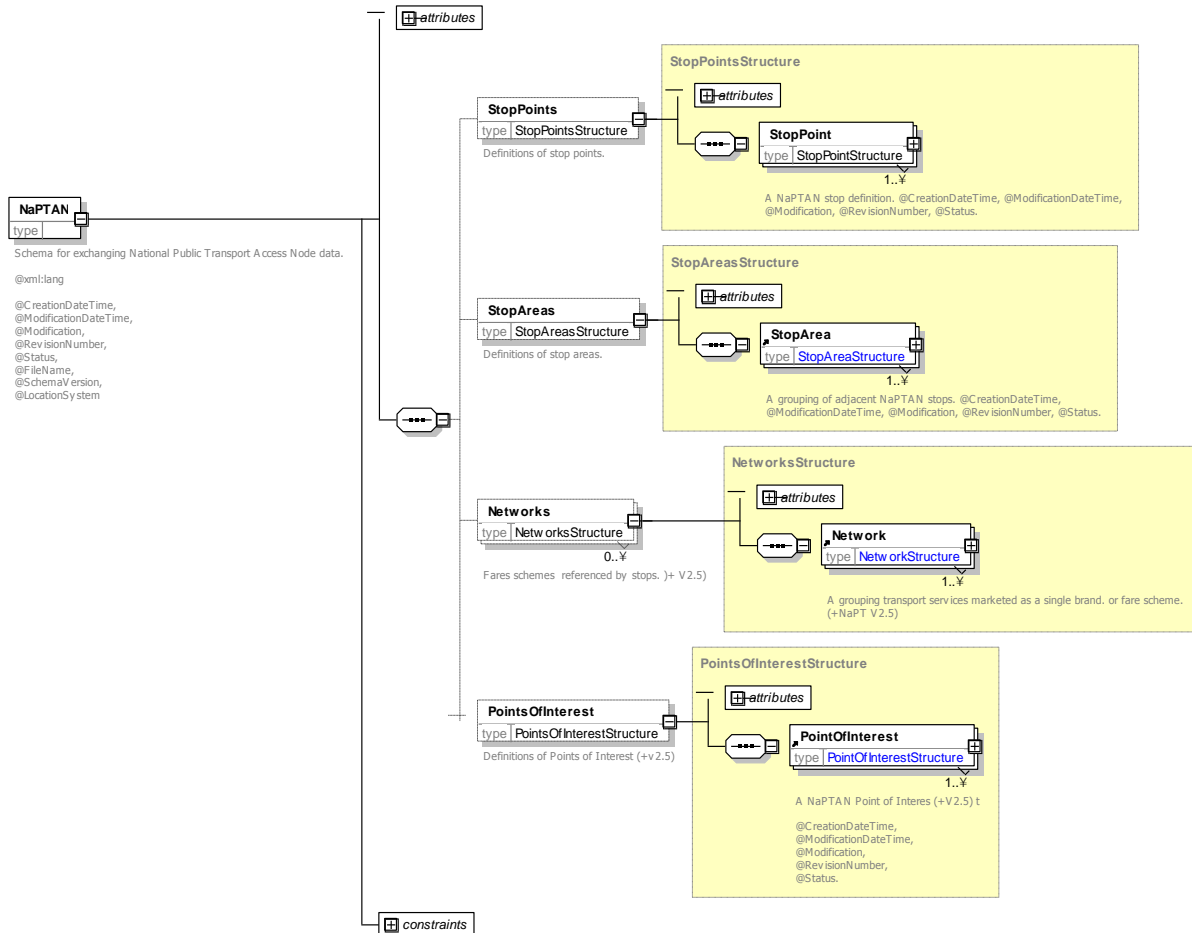 attributes
NaPTAN
type
Schema for exchanging National Public Transport Access Node data.
@xml:lang
@CreationDateTime,
@ModificationDateTime,
@Modification,
@RevisionNumber,
@Status,
@FileName,
@SchemaVersion,
@LocationSystem
StopPoints
type StopPointsStructure
Definitions of stop points.
StopPointsStructure
attributes
StopPoint
type StopPointStructure
1..¥
A NaPTAN stop definition. @CreationDateTime, @ModificationDateTime,
@Modification, @RevisionNumber, @Status.
StopAreas
type StopAreasStructure
Definitions of stop areas.
StopAreasStructure
attributes
StopArea
type StopAreaStructure
1..¥
A grouping of adjacent NaPTAN stops. @CreationDateTime,
@ModificationDateTime, @Modification, @RevisionNumber, @Status.
Networks
type NetworksStructure
0..¥
Fares schemes referenced by stops. )+ V2.5)
NetworksStructure
attributes
Network
type NetworkStructure
1..¥
A grouping transport services marketed as a single brand. or fare scheme.
(+NaPT V2.5)
PointsOfInterest
type PointsOfInterestStructure
Definitions of Points of Interest (+v2.5)
PointsOfInterestStructure
attributes
PointOfInterest
type PointOfInterestStructure
1..¥
A NaPTAN Point of Interes (+V2.5) t
@CreationDateTime,
@ModificationDateTime,
@Modification,
@RevisionNumber,
@Status.
constraints